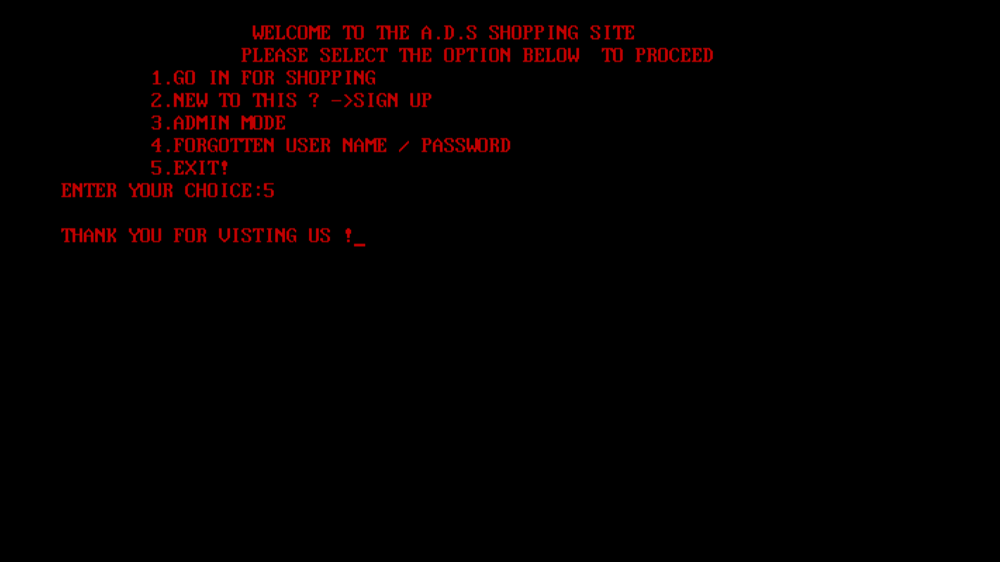 WELCOME TO THE A.D.S SHOPPING SITE
PLEASE SELECT THE OPTION BELOW  TO PROCEED
1.GO IN FOR SHOPPING
2.NEW TO THIS ? ->SIGN UP
3.ADMIN MODE
4.FORGOTTEN USER NAME / PASSWORD
5.EXIT!
ENTER YOUR CHOICE:5
THANK YOU FOR VISTING US !_